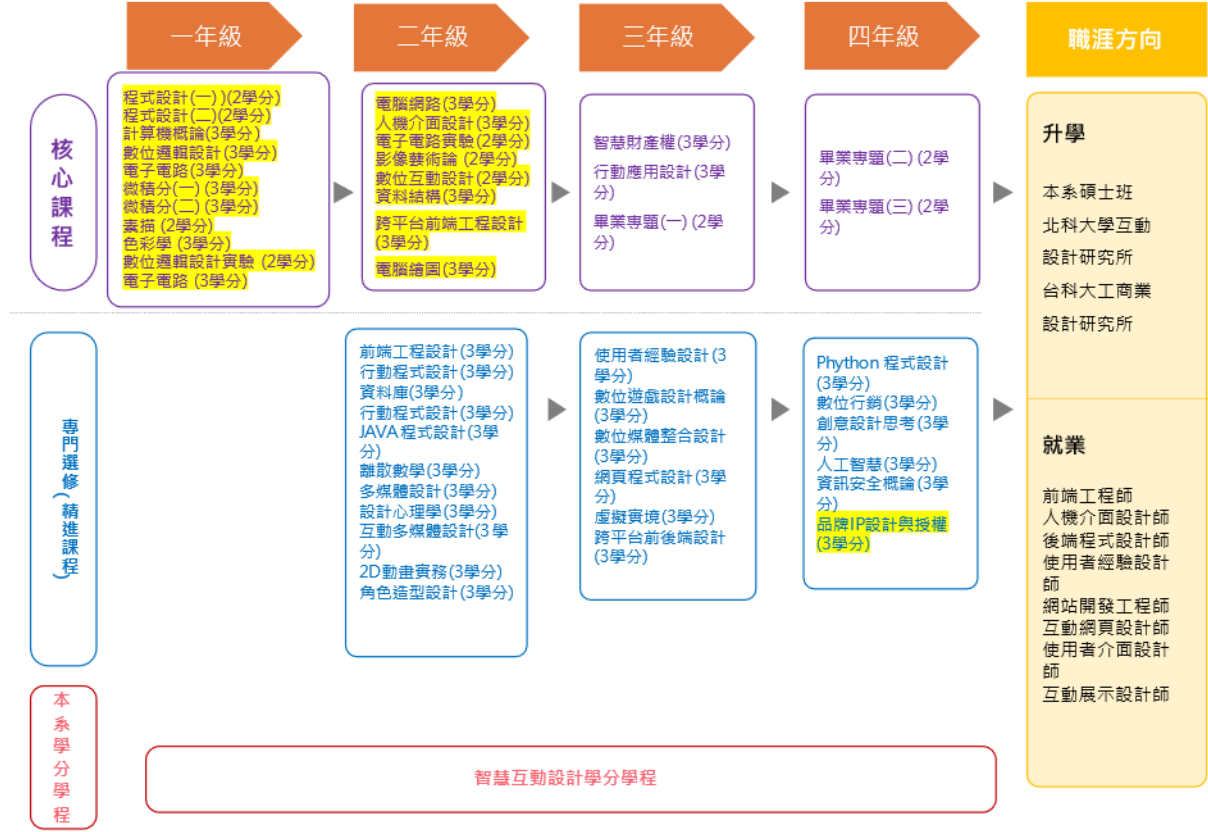 一年級
二年級
三年級
四年級
職涯方向
核心課程
程式設計(一) )(2學分)
程式設計(二)(2學分)
計算機概論(3學分)
數位邏輯設計(3學分)
電子電路(3學分)
微積分(一) (3學分)
微積分(二) (3學分)
素描 (2學分)
色彩學 (3學分)
數位邏輯設計實驗 (2學分)
電子電路 (3學分)
電腦網路(3學分)
人機介面設計(3學分)
電子電路實驗(2學分)
影像藝術論 (2學分)
數位互動設計(2學分)
資料結構(3學分)
跨平台前端工程設計
(3學分)
電腦繪圖(3學分)
智慧財產權(3學分)
行動應用設計(3學
分)
畢業專題(一) (2學
分)
畢業專題(二) (2學
分)
畢業專題(三) (2學
分)
升學
本系碩士班
北科大學互動
設計研究所
台科大工商業
設計研究所
專門選修(精進課程)
前端工程設計(3學分)
行動程式設計(3學分)
資料庫(3學分)
行動程式設計(3學分)
JAVA程式設計(3學
分)
離散數學(3學分)
多媒體設計(3學分)
設計心理學(3學分)
互動多媒體設計(3學
分)
2D動畫實務(3學分)
角色造型設計(3學分)
使用者經驗設計(3
學分)
數位遊戲設計概論
(3學分)
數位媒體整合設計
(3學分)
網頁程式設計(3學
分)
虛擬實境(3學分)
跨平台前後端設計
(3學分)
Phython 程式設計
(3學分)
數位行銷(3學分)
創意設計思考(3學
分)
人工智慧(3學分)
資訊安全概論(3學
分)
品牌IP設計與授權
(3學分)
就業
前端工程師
人機介面設計師
後端程式設計師
使用者經驗設計
師
網站開發工程師
互動網頁設計師
使用者介面設計
師
互動展示設計師
本系學分學程
智慧互動設計學分學程